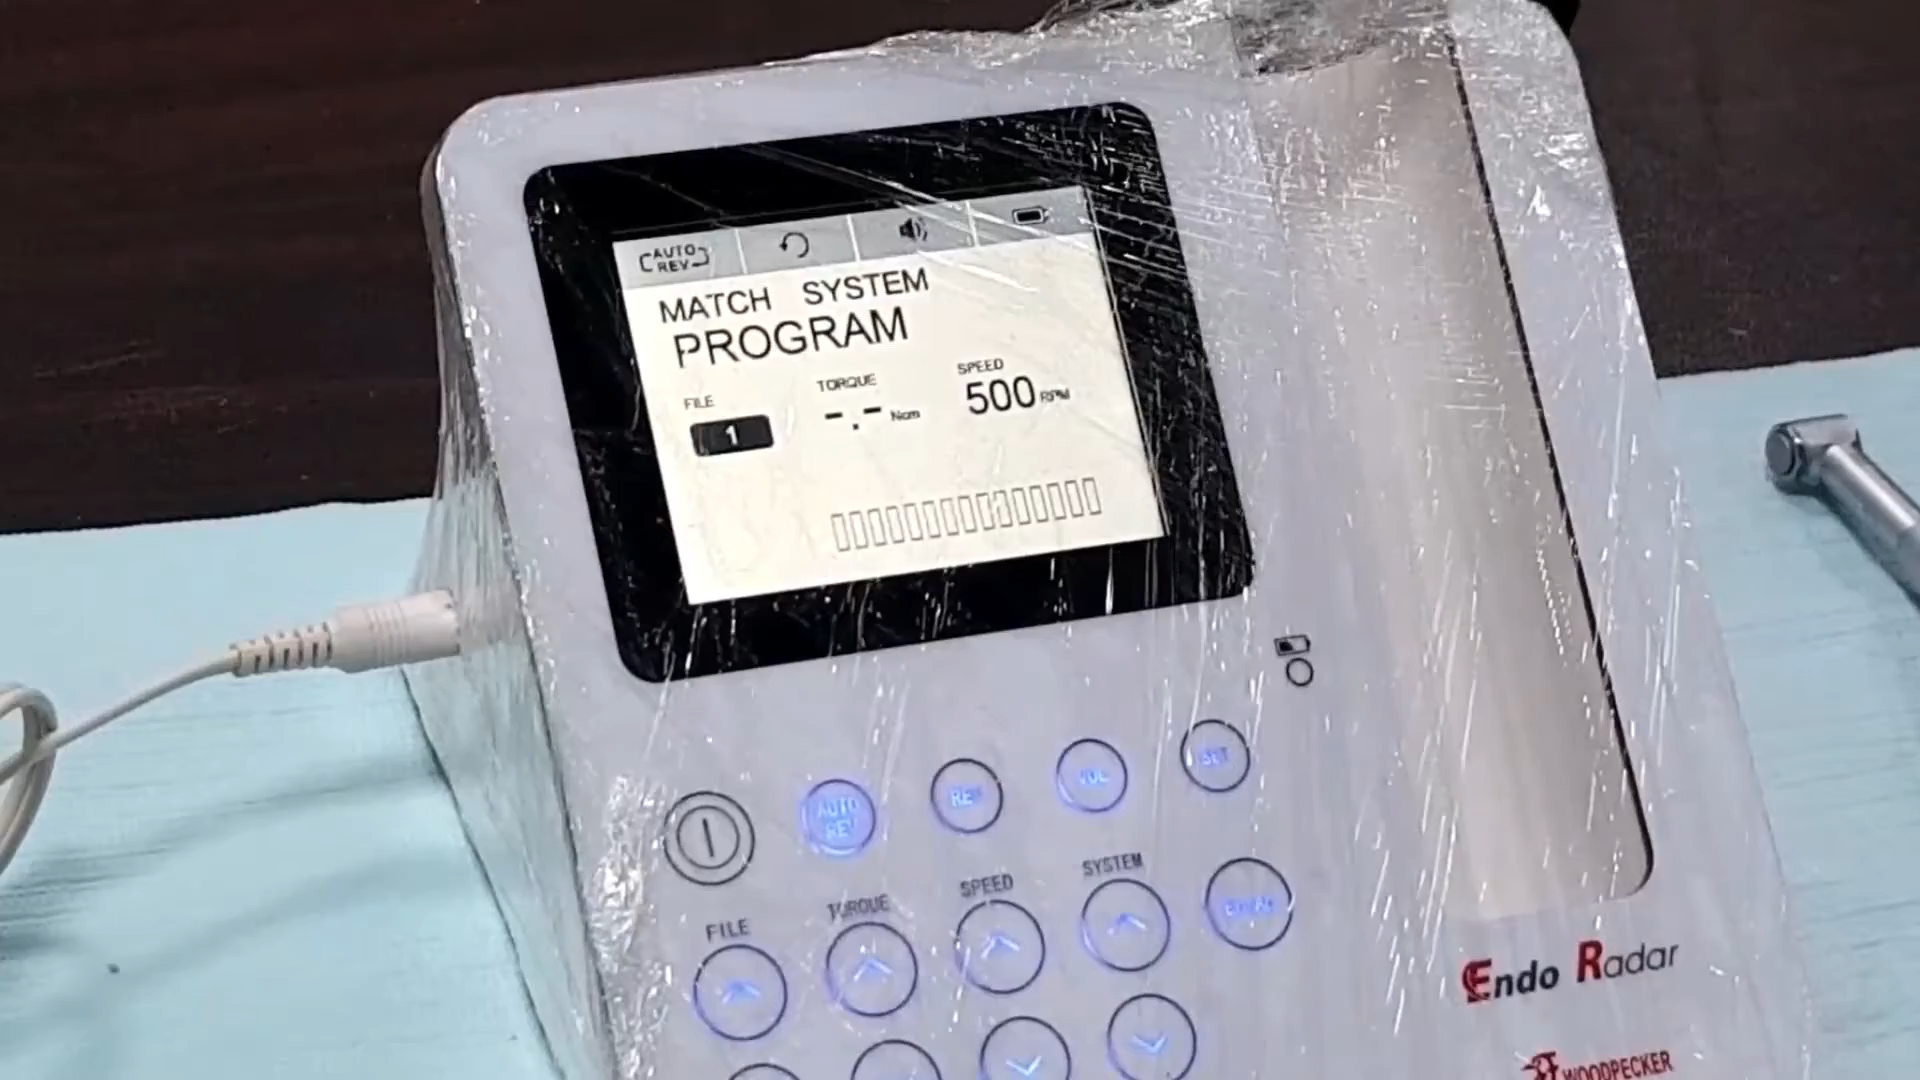 AUTO
REV
MATCH SYSTEM
PROGRAM
FILE
TORQUE
SPEED
1
-.- Ncm
500 RPM
AUTO
REV
REV
VOL
SET
FILE
TORQUE
SPEED
SYSTEM
Endo Radar
WOODPECKER